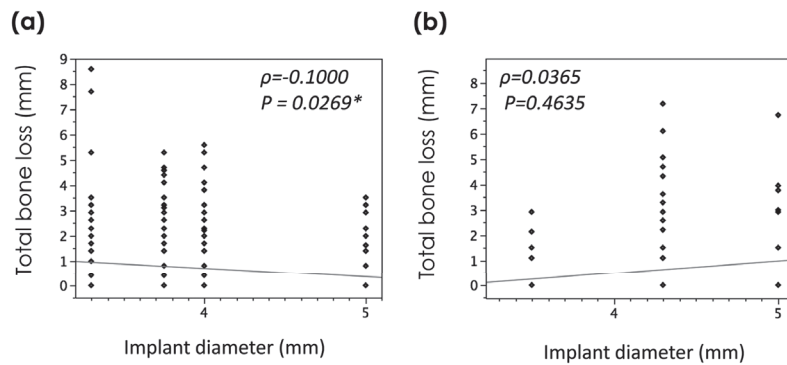 (a)
ρ=-0.1000
P = 0.0269*
Total bone loss (mm)
9
8
7
6
5
4
3
2
1
0
4
5
Implant diameter (mm)
(b)
ρ=0.0365
P=0.4635
Total bone loss (mm)
8
7
6
5
4
3
2
1
0
4
5
Implant diameter (mm)